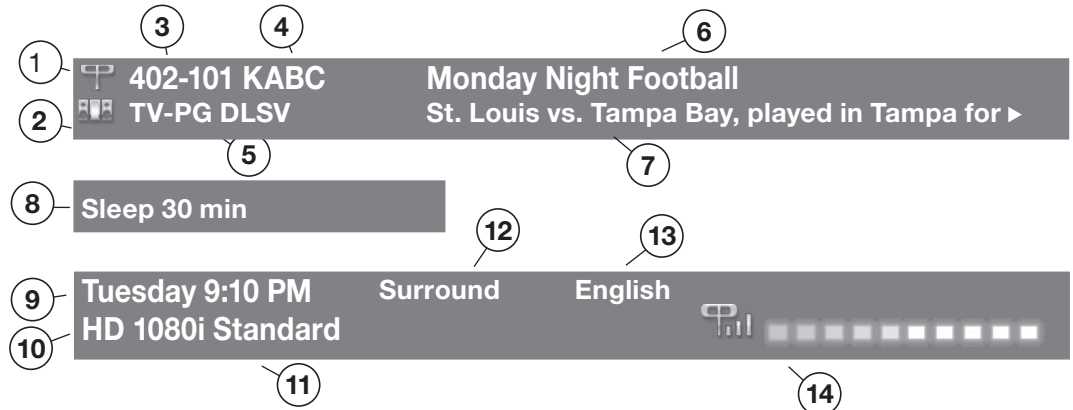 3 4 6
1 402-101 KABC Monday Night Football
2 TV-PG DLSV St. Louis vs. Tampa Bay, played in Tampa for ▶
5 7
8 Sleep 30 min
12 13
9 Tuesday 9:10 PM Surround English
10 HD 1080i Standard
11 14